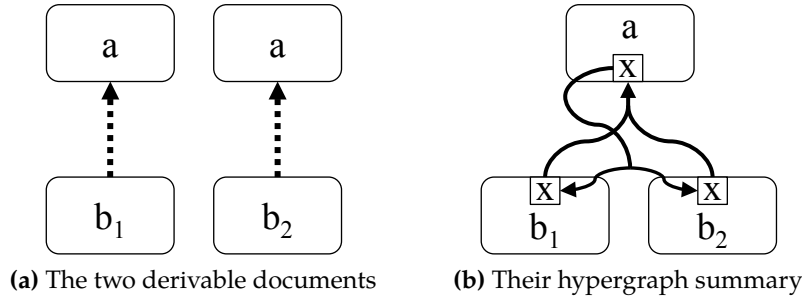 a a a
x
x x
b₁ b₂ b₁ b₂
(a) The two derivable documents (b) Their hypergraph summary